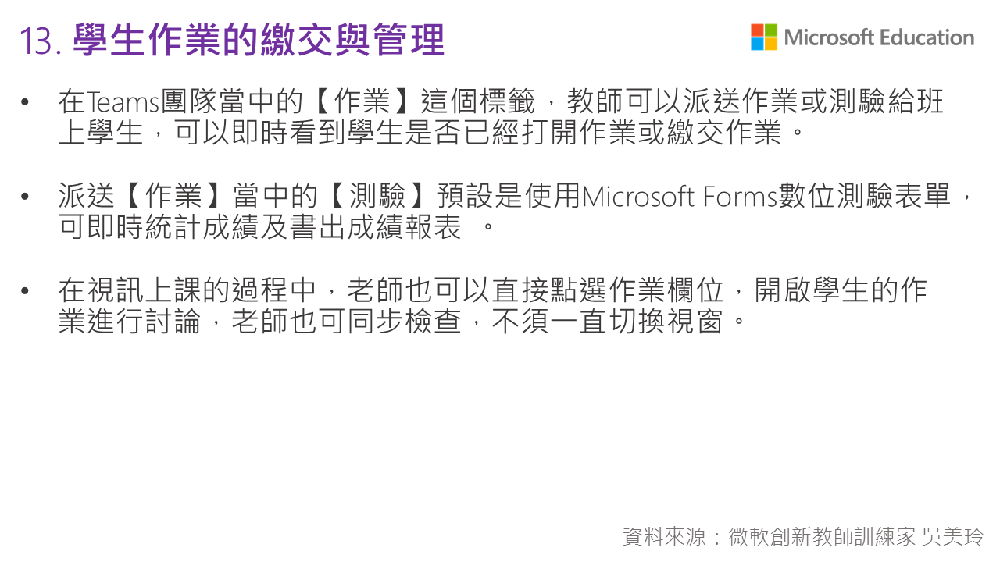 13. 學生作業的繳交與管理
Microsoft Education
• 在Teams團隊當中的【作業】這個標籤，教師可以派送作業或測驗給班
上學生，可以即時看到學生是否已經打開作業或繳交作業。
• 派送【作業】當中的【測驗】預設是使用Microsoft Forms數位測驗表單，
可即時統計成績及書出成績報表 。
• 在視訊上課的過程中，老師也可以直接點選作業欄位，開啟學生的作
業進行討論，老師也可同步檢查，不須一直切換視窗。
資料來源：微軟創新教師訓練家 吳美玲